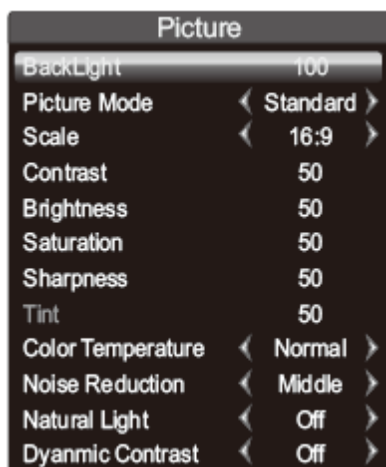 Picture
BackLight 100
Picture Mode Standard
Scale 16:9
Contrast 50
Brightness 50
Saturation 50
Sharpness 50
Tint 50
Color Temperature Normal
Noise Reduction Middle
Natural Light Off
Dyanmic Contrast Off